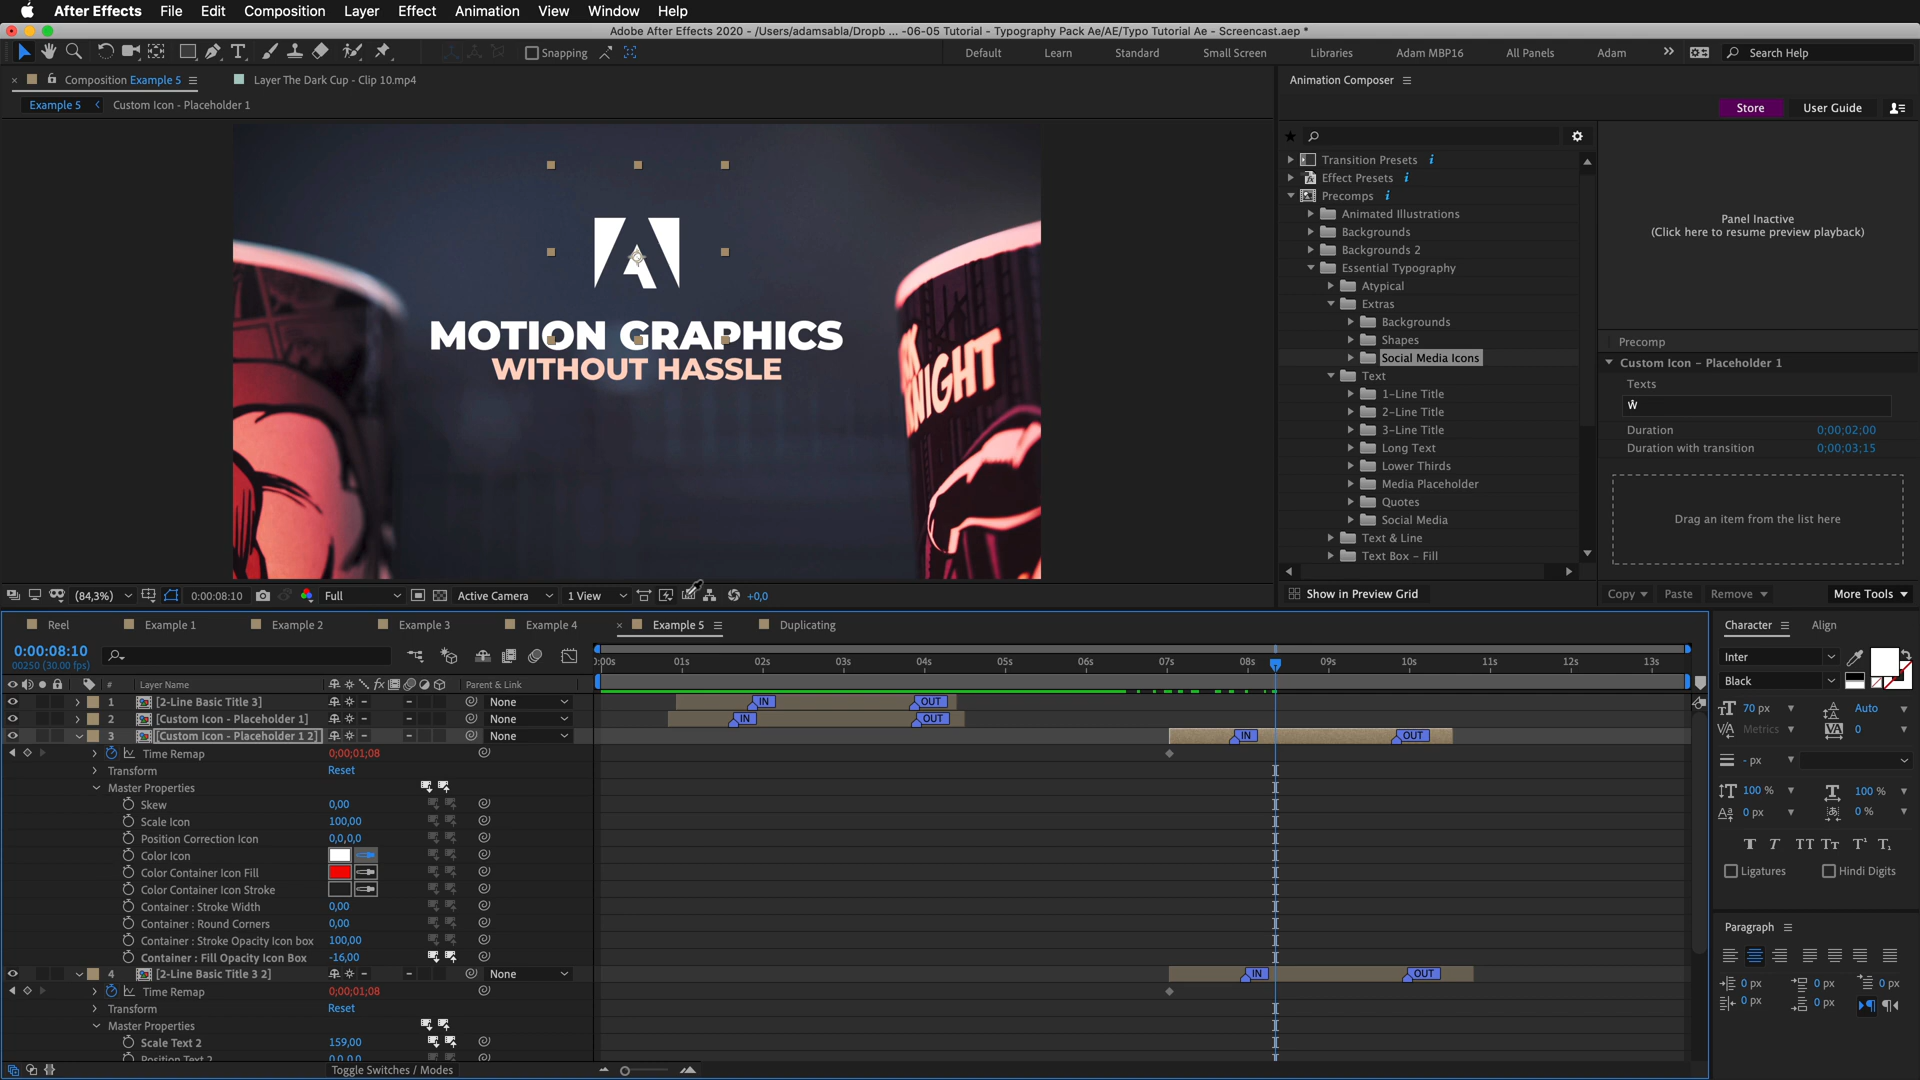 After Effects File Edit Composition Layer Effect Animation View Window Help
Adobe After Effects 2020 - /Users/adamsabla/Dropb ... -06-05 Tutorial - Typography Pack Ae/AE/Typo Tutorial Ae - Screencast.aep *
Snapping
Default Learn Standard Small Screen Libraries Adam MBP16 All Panels Adam Search Help
Composition Example 5
Layer The Dark Cup - Clip 10.mp4
Example 5 Custom Icon - Placeholder 1
MOTION GRAPHICS
WITHOUT HASSLE
KNIGHT
(84,3%) 0:00:08:10 Full Active Camera 1 View +0,0
Animation Composer
Store User Guide
Transition Presets i
Effect Presets i
Precomps i
Animated Illustrations
Backgrounds
Backgrounds 2
Essential Typography
Atypical
Extras
Backgrounds
Shapes
Social Media Icons
Text
1-Line Title
2-Line Title
3-Line Title
Long Text
Lower Thirds
Media Placeholder
Quotes
Social Media
Text & Line
Text Box - Fill
Show in Preview Grid
Panel Inactive
(Click here to resume preview playback)
Precomp
Custom Icon - Placeholder 1
Texts
Duration 0;00;02;00
Duration with transition 0;00;03;15
Drag an item from the list here
Copy Paste Remove More Tools
Reel Example 1 Example 2 Example 3 Example 4 Example 5 Duplicating
0:00:08:10
00250 (30.00 fps)
):00s 01s 02s 03s 04s 05s 06s 07s 08s 09s 10s 11s 12s 13s
# Layer Name fx Parent & Link
1 [2-Line Basic Title 3] None IN OUT
2 [Custom Icon - Placeholder 1] None IN OUT
3 [Custom Icon - Placeholder 1 2] None IN OUT
Time Remap 0;00;01;08
Transform Reset
Master Properties
Skew 0,00
Scale Icon 100,00
Position Correction Icon 0,0,0,0
Color Icon
Color Container Icon Fill
Color Container Icon Stroke
Container : Stroke Width 0,00
Container : Round Corners 0,00
Container : Stroke Opacity Icon box 100,00
Container : Fill Opacity Icon Box -16,00
4 [2-Line Basic Title 3 2] None IN OUT
Time Remap 0;00;01;08
Transform Reset
Master Properties
Scale Text 2 159,00
Position Text 2 0,0,0,0
Toggle Switches / Modes
Character Align
Inter
Black
70 px Auto
Metrics 0
- px
100 % 100 %
0 px 0 %
T T TT Tт T¹ T₁
Ligatures Hindi Digits
Paragraph
0 px 0 px 0 px
0 px 0 px